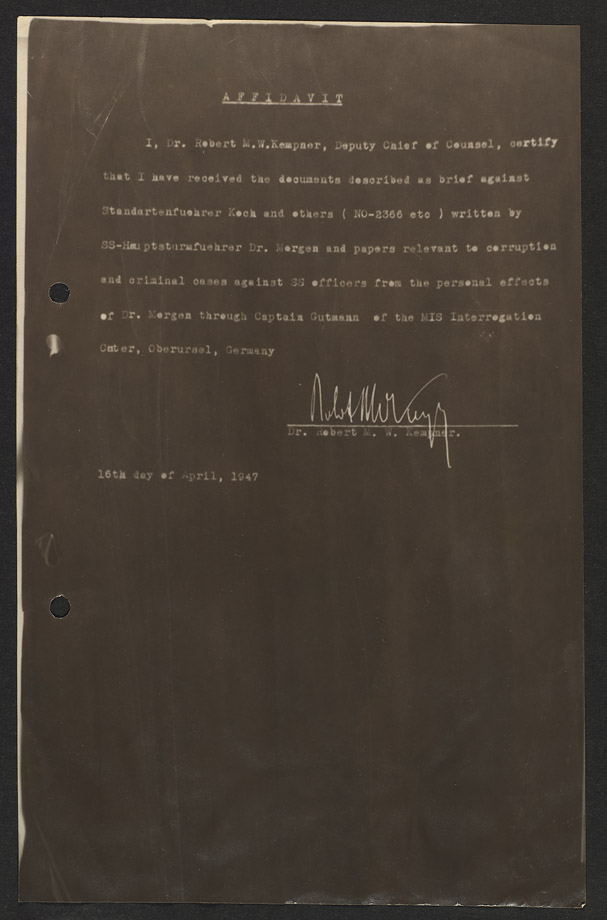 AFFIDAVIT
I, Dr. Robert M.W.Kempner, Deputy Chief of Counsel, certify
that I have received the documents described as brief against
Standartenfuehrer Koch and others ( NO-2366 etc ) written by
SS-Hauptsturmfuehrer Dr. Morgen and papers relevant to corruption
and criminal cases against SS officers from the personal effects
of Dr. Morgen through Captain Gutmann of the MIS Interrogation
Cnter, Oberursel, Germany
Dr. Robert M. W. Kempner.
16th day of April, 1947